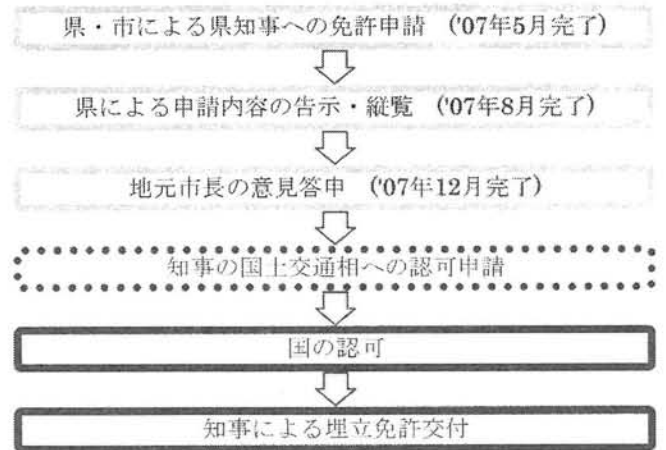 県・市による県知事への免許申請 ('07年5月完了)
県による申請内容の告示・縦覧 ('07年8月完了)
地元市長の意見答申 ('07年12月完了)
知事の国土交通相への認可申請
国の認可
知事による埋立免許交付